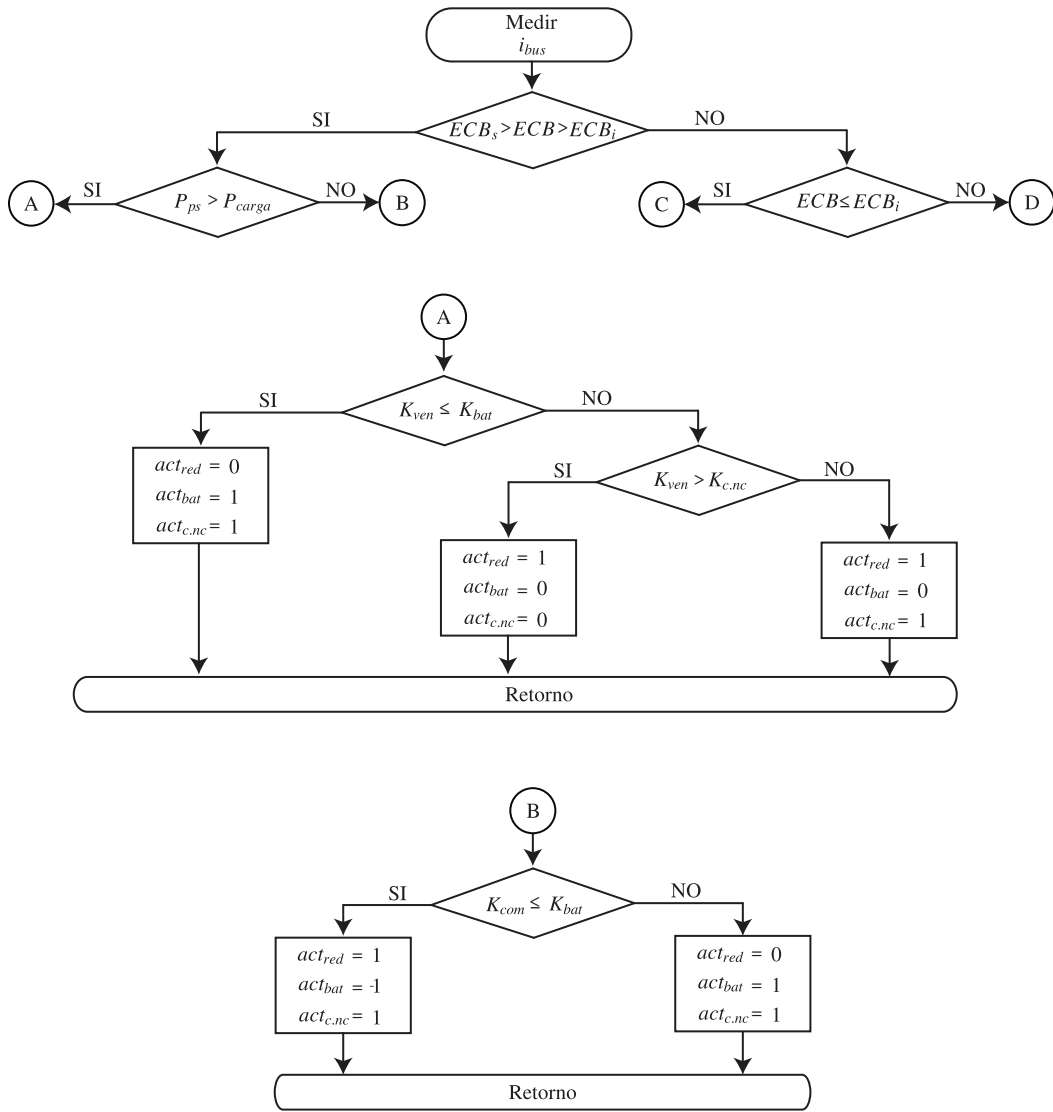 Medir
i_bus
ECB_s > ECB > ECB_i
SI
NO
P_ps > P_carga
SI
NO
A
B
ECB ≤ ECB_i
SI
NO
C
D
A
K_ven ≤ K_bat
SI
NO
act_red = 0
act_bat = 1
act_c.nc = 1
K_ven > K_c.nc
SI
NO
act_red = 1
act_bat = 0
act_c.nc = 0
act_red = 1
act_bat = 0
act_c.nc = 1
Retorno
B
K_com ≤ K_bat
SI
NO
act_red = 1
act_bat = -1
act_c.nc = 1
act_red = 0
act_bat = 1
act_c.nc = 1
Retorno